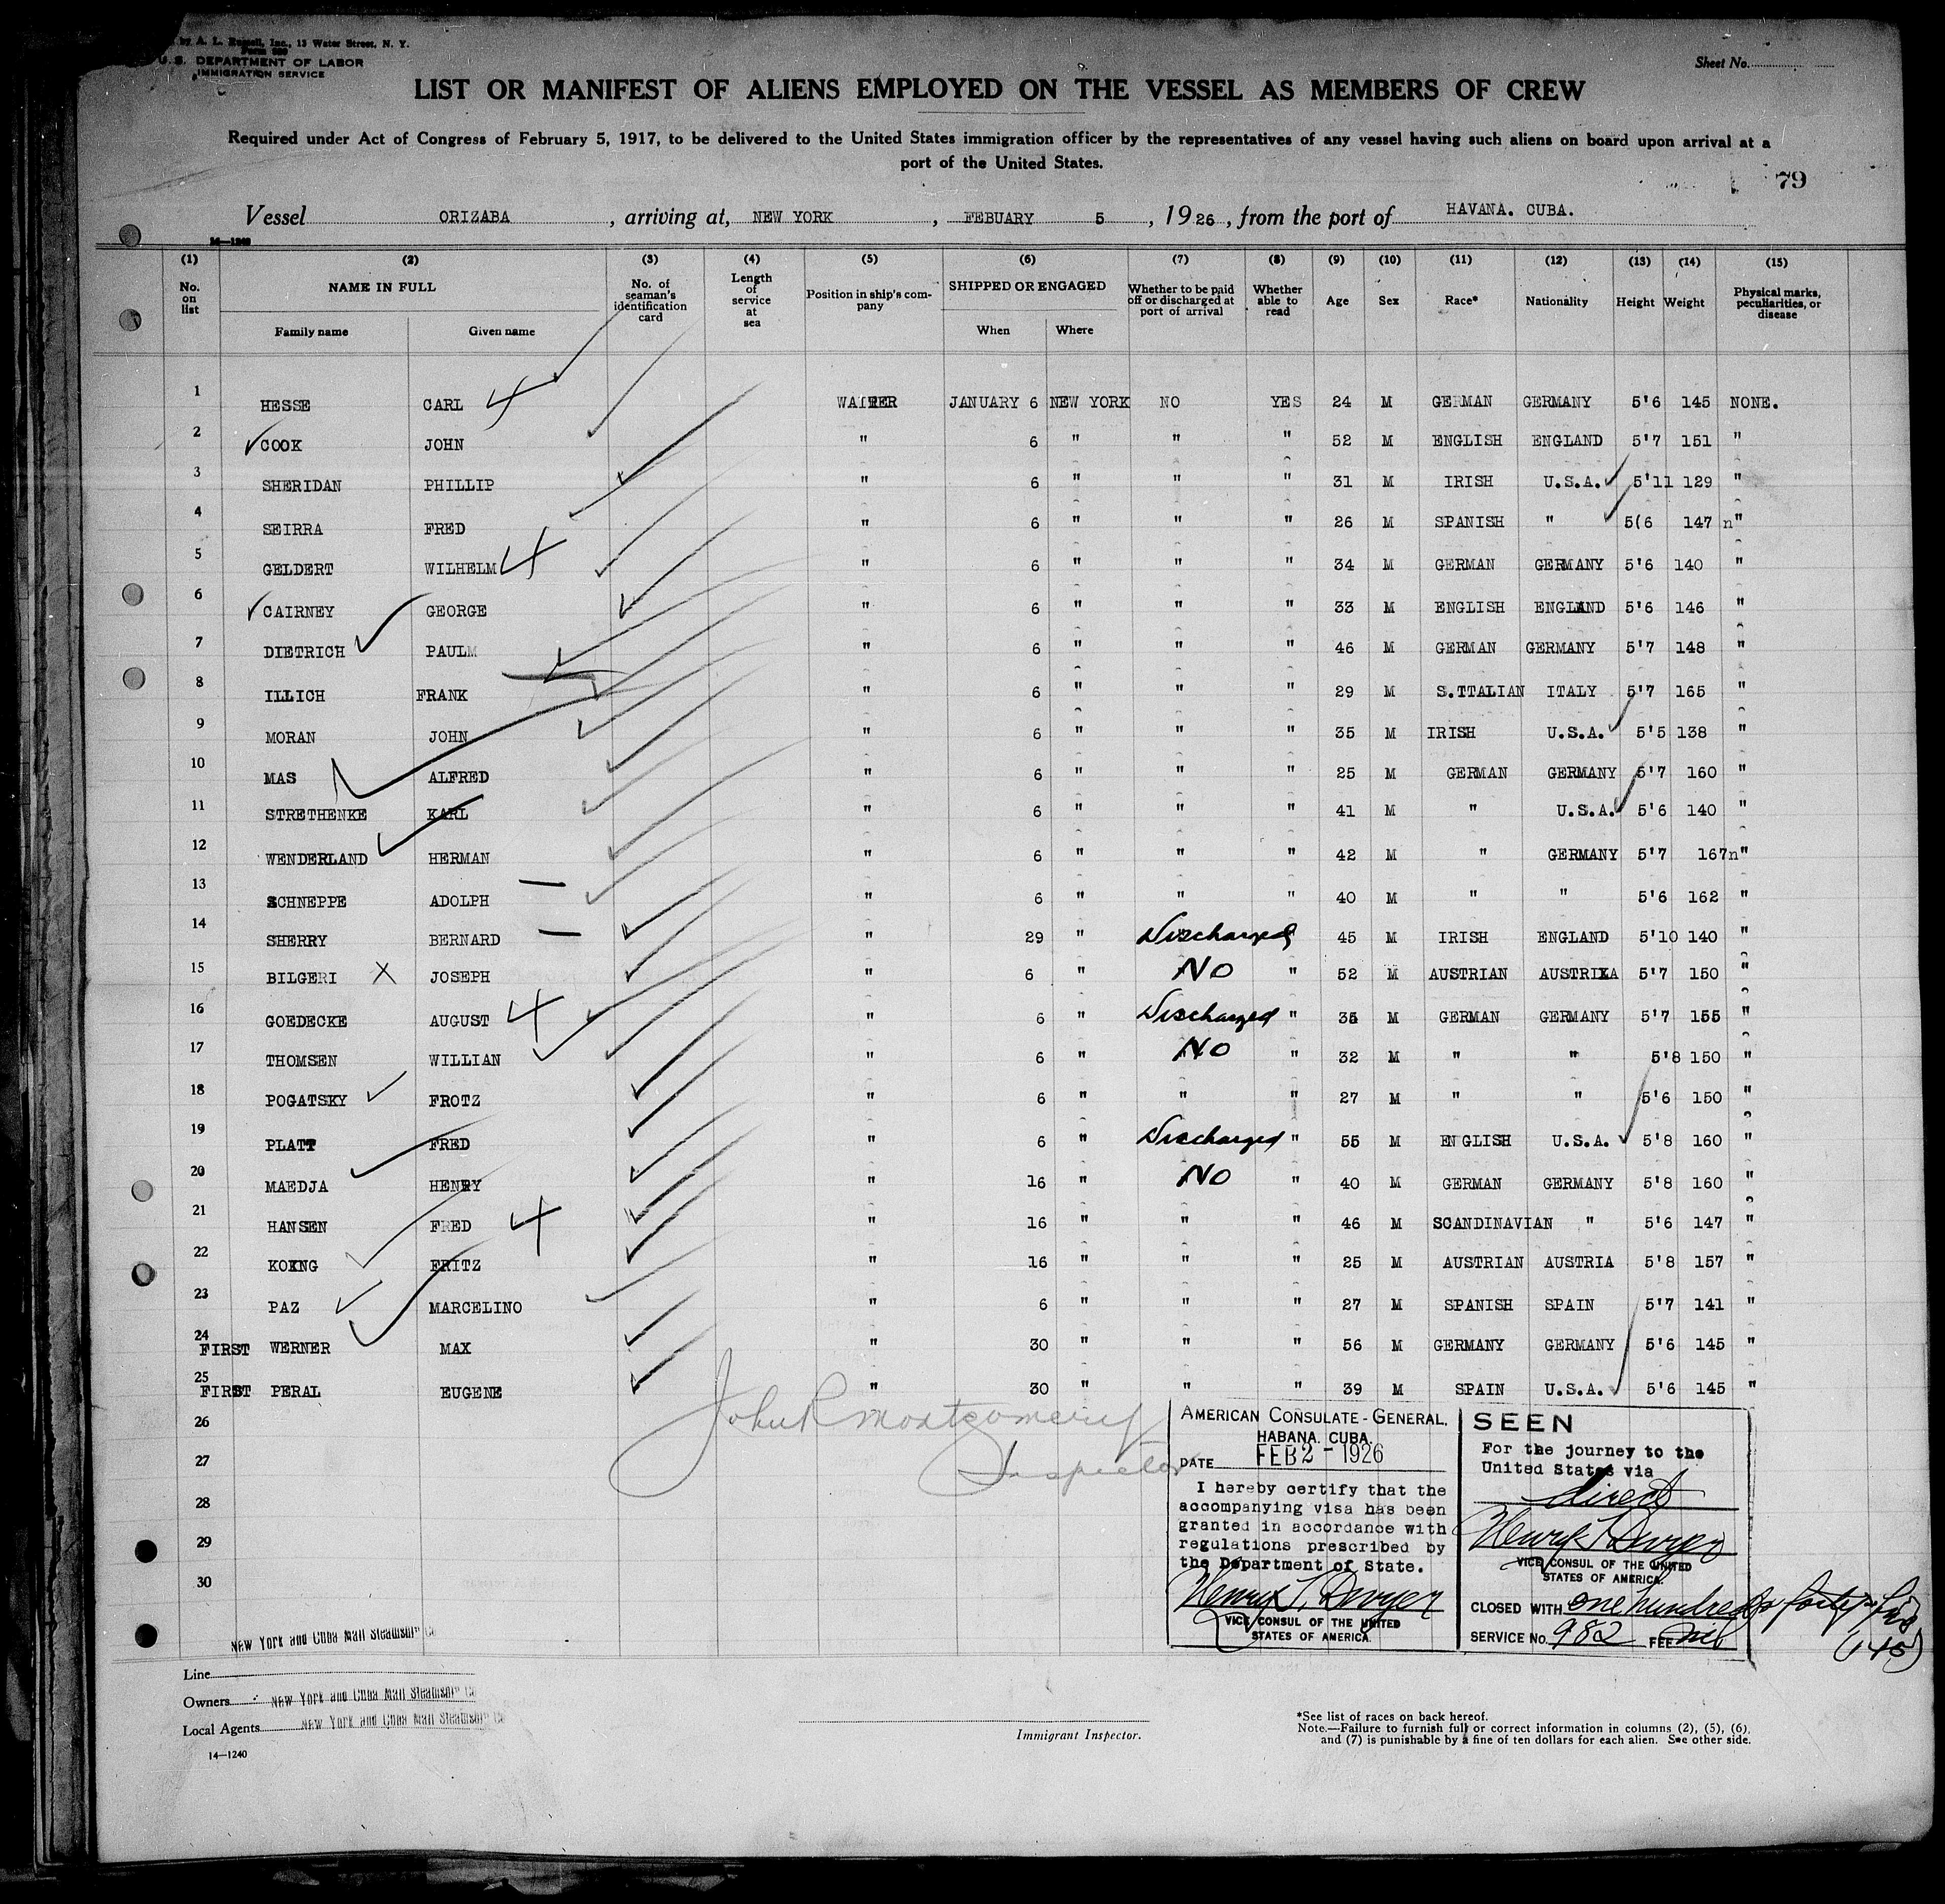 by A. L. Russell, Inc., 13 Water Street, N. Y.
Form 680
U. S. DEPARTMENT OF LABOR
IMMIGRATION SERVICE
Sheet No.
LIST OR MANIFEST OF ALIENS EMPLOYED ON THE VESSEL AS MEMBERS OF CREW
Required under Act of Congress of February 5, 1917, to be delivered to the United States immigration officer by the representatives of any vessel having such aliens on board upon arrival at a
port of the United States.
79
Vessel ORIZABA, arriving at, NEW YORK, FEBUARY 5, 1926, from the port of HAVANA. CUBA.
14—1240
(1) (2) (3) (4) (5) (6) (7) (8) (9) (10) (11) (12) (13) (14) (15)
No. on list NAME IN FULL Family name Given name No. of seaman's identification card Length of service at sea Position in ship's company SHIPPED OR ENGAGED When Where Whether to be paid off or discharged at port of arrival Whether able to read Age Sex Race* Nationality Height Weight Physical marks, peculiarities, or disease
1 HESSE CARL WAITER JANUARY 6 NEW YORK NO YES 24 M GERMAN GERMANY 5'6 145 NONE.
2 COOK JOHN " 6 " " " 52 M ENGLISH ENGLAND 5'7 151 "
3 SHERIDAN PHILLIP " 6 " " " 31 M IRISH U.S.A. 5'11 129 "
4 SEIRRA FRED " 6 " " " 26 M SPANISH " 5(6 147 n"
5 GELDERT WILHELM " 6 " " " 34 M GERMAN GERMANY 5'6 140 "
6 CAIRNEY GEORGE " 6 " " " 33 M ENGLISH ENGLAND 5'6 146 "
7 DIETRICH PAULM " 6 " " " 46 M GERMAN GERMANY 5'7 148 "
8 ILLICH FRANK " 6 " " " 29 M S.TTALIAN ITALY 5'7 165 "
9 MORAN JOHN " 6 " " " 35 M IRISH U.S.A. 5'5 138 "
10 MAS ALFRED " 6 " " " 25 M GERMAN GERMANY 5'7 160 "
11 STRETHENKE KARL " 6 " " " 41 M " U.S.A. 5'6 140 "
12 WENDERLAND HERMAN " 6 " " " 42 M " GERMANY 5'7 167n"
13 SCHNEPPE ADOLPH " 6 " " " 40 M " " 5'6 162 "
14 SHERRY BERNARD " 29 " Discharged " 45 M IRISH ENGLAND 5'10 140 "
15 BILGERI X JOSEPH " 6 " NO " 52 M AUSTRIAN AUSTRIXA 5'7 150 "
16 GOEDECKE AUGUST " 6 " Discharged " 35 M GERMAN GERMANY 5'7 155 "
17 THOMSEN WILLIAN " 6 " NO " 32 M " " 5'8 150 "
18 POGATSKY FROTZ " 6 " " " 27 M " " 5'6 150 "
19 PLATT FRED " 6 " Discharged " 55 M ENGLISH U.S.A. 5'8 160 "
20 MAEDJA HENRY " 16 " NO " 40 M GERMAN GERMANY 5'8 160 "
21 HANSEN FRED " 16 " " " 46 M SCANDINAVIAN " 5'6 147 "
22 KOENG FRITZ " 16 " " " 25 M AUSTRIAN AUSTRIA 5'8 157 "
23 PAZ MARCELINO " 6 " " " 27 M SPANISH SPAIN 5'7 141 "
24 FIRST WERNER MAX " 30 " " " 56 M GERMANY GERMANY 5'6 145 "
25 FIRST PERAL EUGENE " 30 " " " 39 M SPAIN U.S.A. 5'6 145 "
26
27
28
29
30
John R Montgomery
Inspector
AMERICAN CONSULATE-GENERAL,
HABANA. CUBA.
DATE FEB 2 - 1926
I hereby certify that the
accompanying visa has been
granted in accordance with
regulations prescribed by
the Department of State.
Henry T. Dwyer
VICE CONSUL OF THE UNITED
STATES OF AMERICA.
SEEN
For the journey to the
United States via
direct
Henry T. Dwyer
VICE CONSUL OF THE UNITED
STATES OF AMERICA.
CLOSED WITH one hundred & forty-five
(145)
SERVICE No. 982 FEE nil
New York and Cuba Mail Steamship Co
Line
Owners New York and Cuba Mail Steamship Co
Local Agents New York and Cuba Mail Steamship Co
14—1240
Immigrant Inspector.
*See list of races on back hereof.
Note.—Failure to furnish full or correct information in columns (2), (5), (6),
and (7) is punishable by a fine of ten dollars for each alien. See other side.